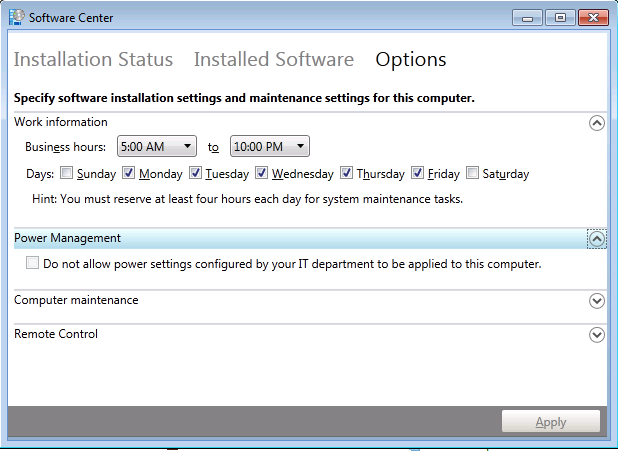 Software Center
Installation Status Installed Software Options
Specify software installation settings and maintenance settings for this computer.
Work information
Business hours: 5:00 AM to 10:00 PM
Days: Sunday Monday Tuesday Wednesday Thursday Friday Saturday
Hint: You must reserve at least four hours each day for system maintenance tasks.
Power Management
Do not allow power settings configured by your IT department to be applied to this computer.
Computer maintenance
Remote Control
Apply